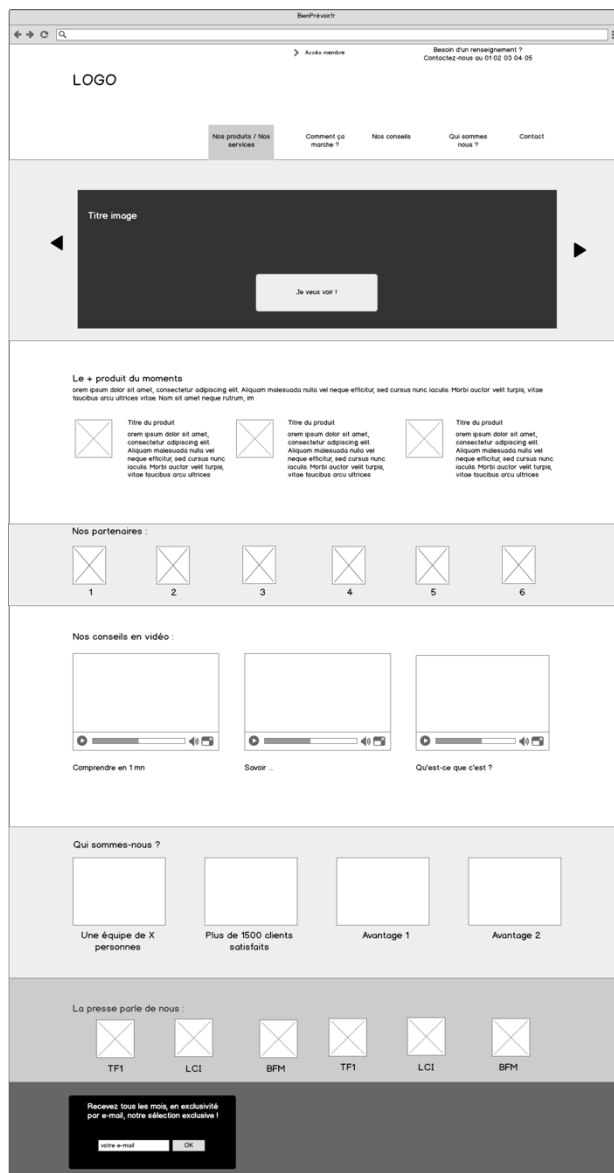 BienPrévoirfr
Accès membre
Besoin d'un renseignement ?
Contactez-nous au 01 02 03 04 05
LOGO
Nos produits / Nos
services
Comment ça
marche ?
Nos conseils
Qui sommes
nous ?
Contact
Titre image
Je veux voir !
Le + produit du moments
orem ipsum dolor sit amet, consectetur adipiscing elit. Aliquam malesuada nulla vel neque efficitur, sed cursus nunc iaculis. Morbi auctor velit turpis, vitae
faucibus arcu ultrices vitae. Nam sit amet neque rutrum, im
Titre du produit
orem ipsum dolor sit amet,
consectetur adipiscing elit.
Aliquam malesuada nulla vel
neque efficitur, sed cursus nunc
iaculis. Morbi auctor velit turpis,
vitae faucibus arcu ultrices
Titre du produit
orem ipsum dolor sit amet,
consectetur adipiscing elit.
Aliquam malesuada nulla vel
neque efficitur, sed cursus nunc
iaculis. Morbi auctor velit turpis,
vitae faucibus arcu ultrices
Titre du produit
orem ipsum dolor sit amet,
consectetur adipiscing elit.
Aliquam malesuada nulla vel
neque efficitur, sed cursus nunc
iaculis. Morbi auctor velit turpis,
vitae faucibus arcu ultrices
Nos partenaires :
1 2 3 4 5 6
Nos conseils en vidéo :
Comprendre en 1 mn
Savoir ...
Qu'est-ce que c'est ?
Qui sommes-nous ?
Une équipe de X
personnes
Plus de 1500 clients
satisfaits
Avantage 1
Avantage 2
La presse parle de nous :
TF1 LCI BFM TF1 LCI BFM
Recevez tous les mois, en exclusivité
par e-mail, notre sélection exclusive !
votre e-mail
OK